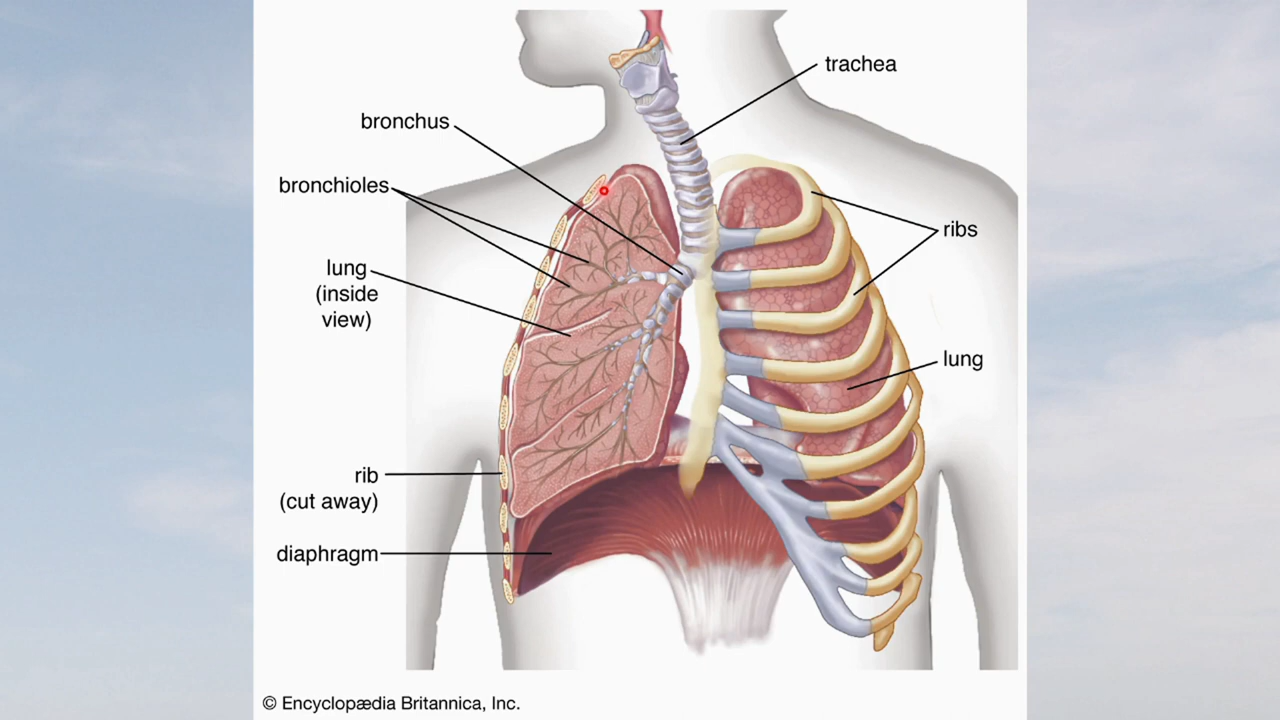 trachea
bronchus
bronchioles
ribs
lung
(inside
view)
lung
rib
(cut away)
diaphragm
© Encyclopædia Britannica, Inc.